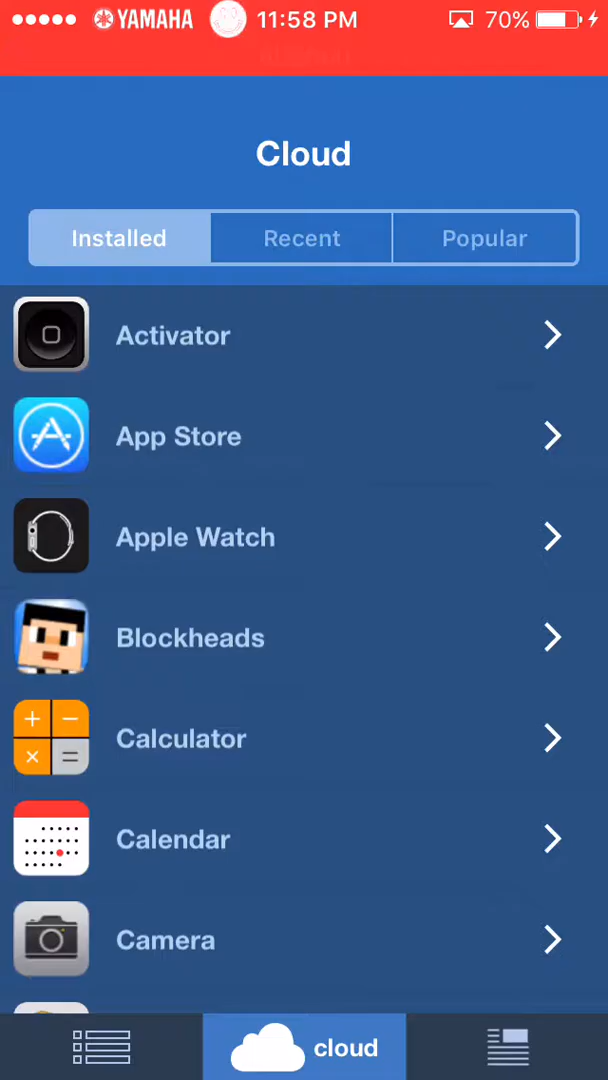 YAMAHA 11:58 PM 70%
Cloud
Installed Recent Popular
Activator
App Store
Apple Watch
Blockheads
Calculator
Calendar
Camera
cloud